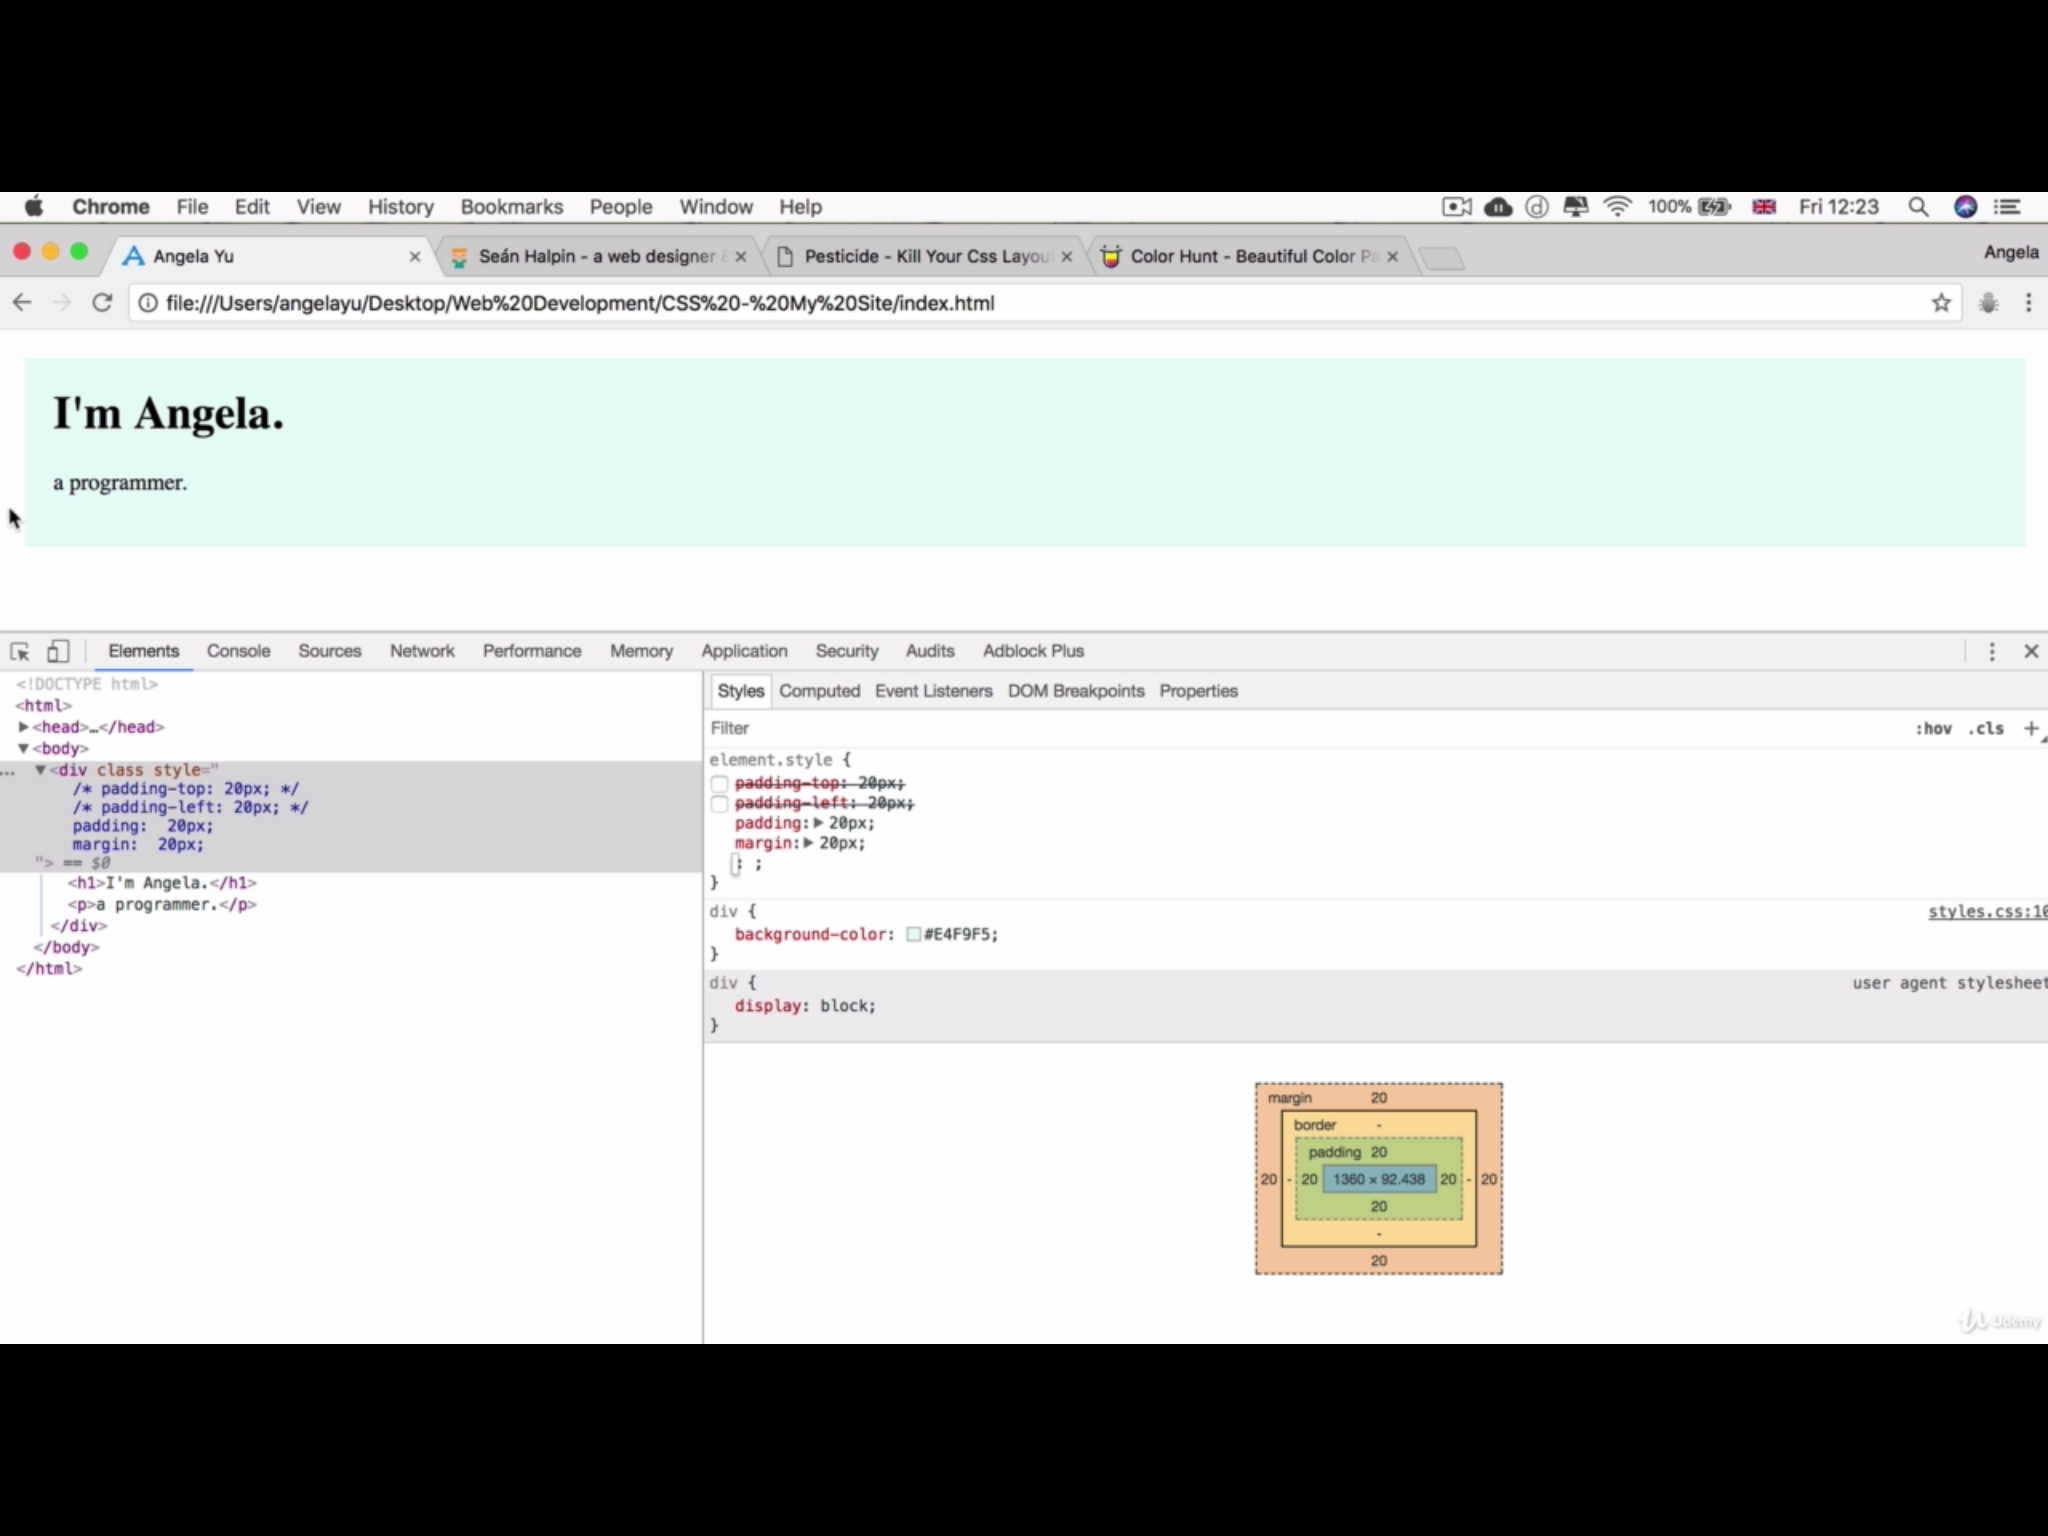 Chrome File Edit View History Bookmarks People Window Help 100% Fri 12:23
Angela Yu Seán Halpin - a web designer & Pesticide - Kill Your Css Layou Color Hunt - Beautiful Color Pa Angela
file:///Users/angelayu/Desktop/Web%20Development/CSS%20-%20My%20Site/index.html
I'm Angela.
a programmer.
Elements Console Sources Network Performance Memory Application Security Audits Adblock Plus
<!DOCTYPE html>
<html>
<head>…</head>
<body>
<div class style="
/* padding-top: 20px; */
/* padding-left: 20px; */
padding:  20px;
margin:  20px;
"> == $0
<h1>I'm Angela.</h1>
<p>a programmer.</p>
</div>
</body>
</html>
Styles Computed Event Listeners DOM Breakpoints Properties
Filter :hov .cls +
element.style {
padding-top: 20px;
padding-left: 20px;
padding: 20px;
margin: 20px;
: ;
}
div { styles.css:10
background-color: #E4F9F5;
}
div { user agent stylesheet
display: block;
}
margin 20
border -
padding 20
20 - 20 1360 × 92.438 20 - 20
20
-
20
Udemy